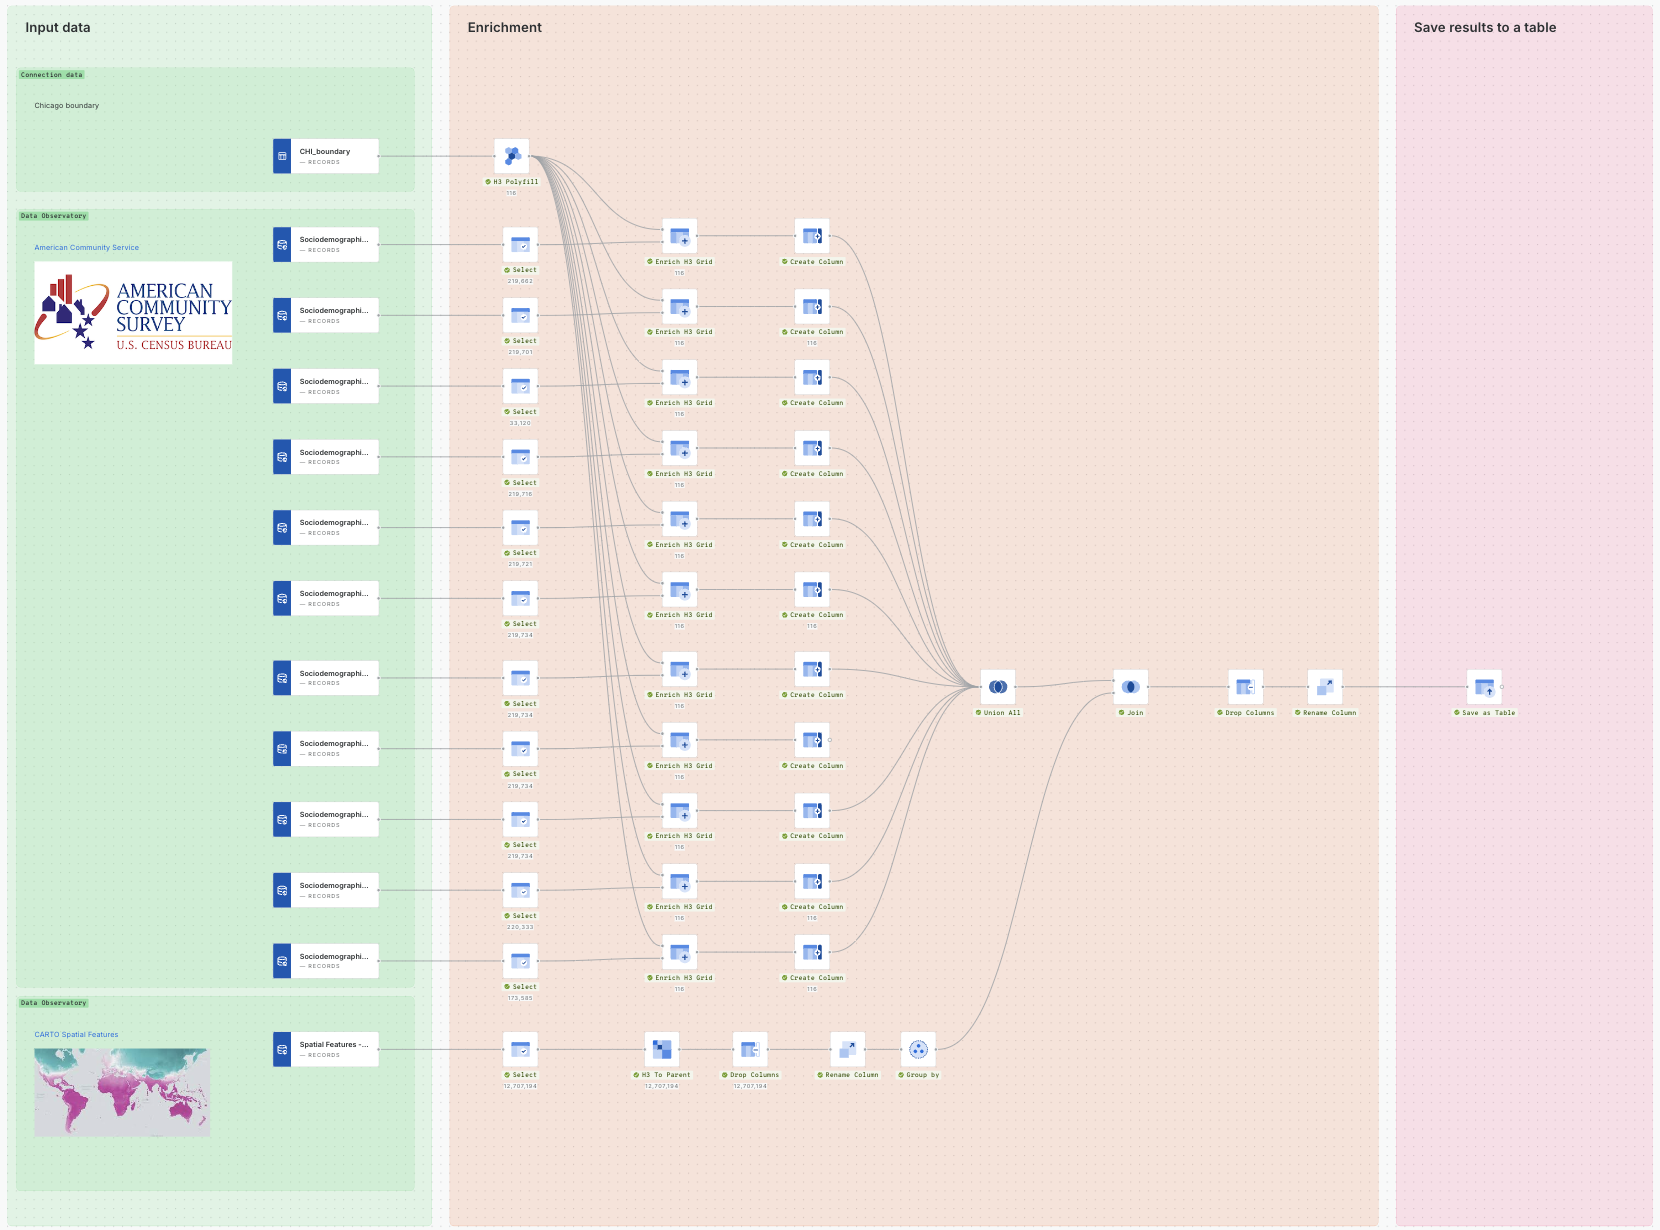 Input data
Enrichment
Save results to a table
Connection data
Chicago boundary
CHI_boundary
— RECORDS
H3 Polyfill
116
Data Observatory
American Community Service
AMERICAN
COMMUNITY
SURVEY
U.S. CENSUS BUREAU
Sociodemographi...
— RECORDS
Select
219,662
Enrich H3 Grid
116
Create Column
Sociodemographi...
— RECORDS
Select
219,701
Enrich H3 Grid
116
Create Column
116
Sociodemographi...
— RECORDS
Select
33,120
Enrich H3 Grid
116
Create Column
Sociodemographi...
— RECORDS
Select
219,716
Enrich H3 Grid
116
Create Column
Sociodemographi...
— RECORDS
Select
219,721
Enrich H3 Grid
116
Create Column
Sociodemographi...
— RECORDS
Select
219,734
Enrich H3 Grid
116
Create Column
116
Sociodemographi...
— RECORDS
Select
219,734
Enrich H3 Grid
116
Create Column
Union All
Join
Drop Columns
Rename Column
Save as Table
Sociodemographi...
— RECORDS
Select
219,734
Enrich H3 Grid
116
Create Column
Sociodemographi...
— RECORDS
Select
219,734
Enrich H3 Grid
116
Create Column
Sociodemographi...
— RECORDS
Select
220,333
Enrich H3 Grid
116
Create Column
116
Sociodemographi...
— RECORDS
Select
173,585
Enrich H3 Grid
116
Create Column
116
Data Observatory
CARTO Spatial Features
Spatial Features -...
— RECORDS
Select
12,707,194
H3 To Parent
12,707,194
Drop Columns
12,707,194
Rename Column
Group by